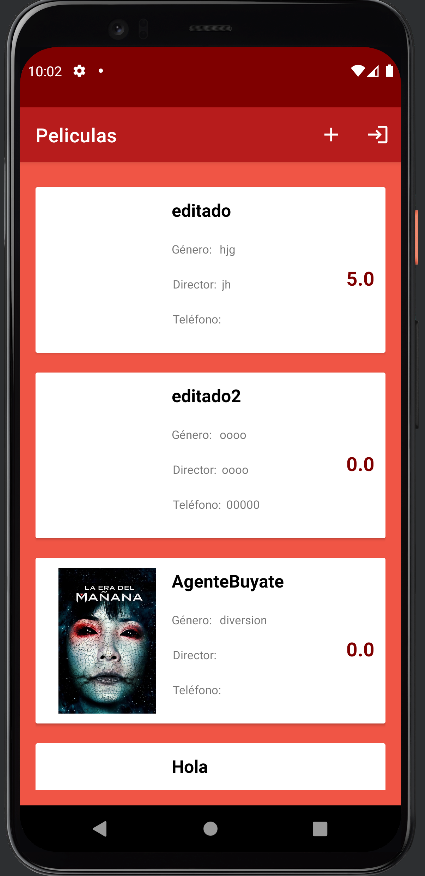 10:02
Peliculas
editado
Género: hjg
Director: jh
5.0
Teléfono:
editado2
Género: oooo
Director: oooo
0.0
Teléfono: 00000
LA ERA DEL
MAÑANA
AgenteBuyate
Género: diversion
Director:
0.0
Teléfono:
Hola